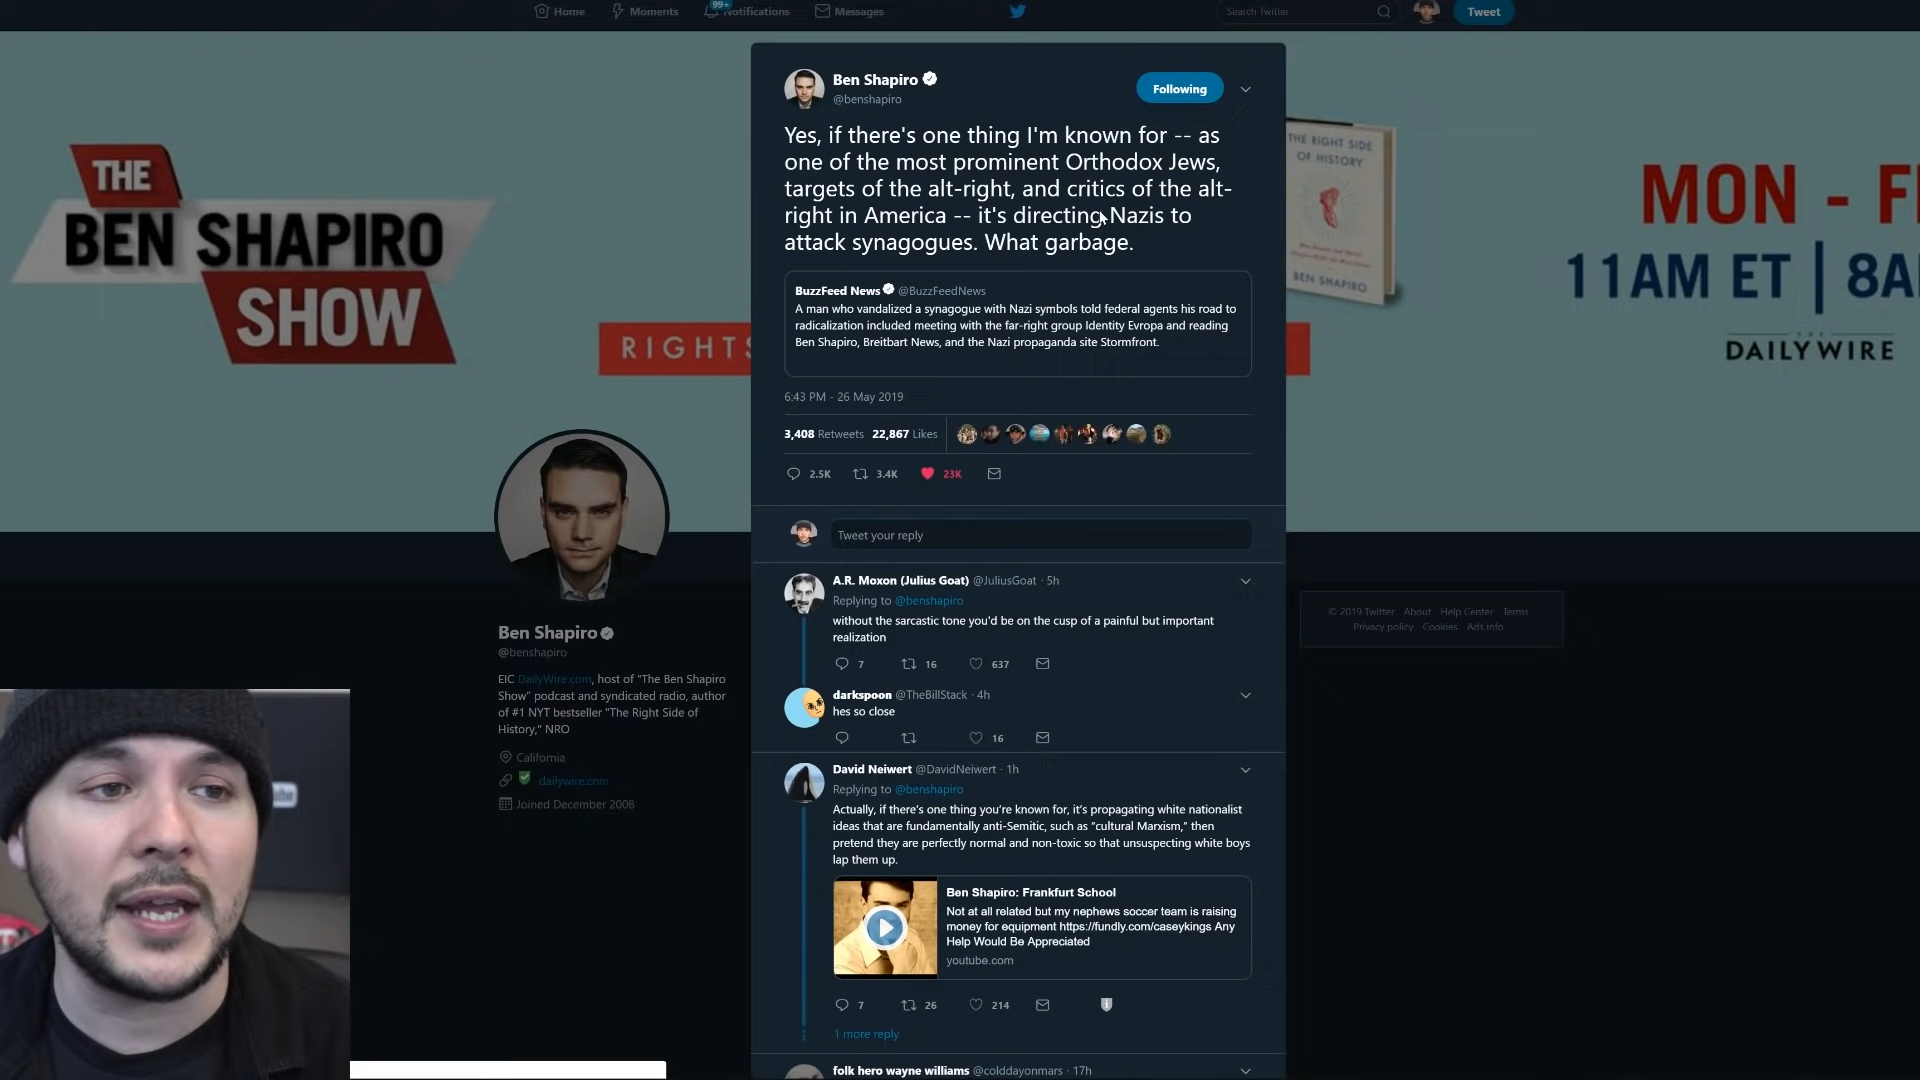 Home
Moments
99+
Notifications
Messages
Search Twitter
Tweet
THE
BEN SHAPIRO
SHOW
RIGHTS
THE RIGHT SIDE
OF HISTORY
BEN SHAPIRO
MON - F
11AM ET | 8A
DAILY WIRE
Ben Shapiro
@benshapiro
Following
Yes, if there's one thing I'm known for -- as
one of the most prominent Orthodox Jews,
targets of the alt-right, and critics of the alt-
right in America -- it's directing Nazis to
attack synagogues. What garbage.
BuzzFeed News @BuzzFeedNews
A man who vandalized a synagogue with Nazi symbols told federal agents his road to
radicalization included meeting with the far-right group Identity Evropa and reading
Ben Shapiro, Breitbart News, and the Nazi propaganda site Stormfront.
6:43 PM - 26 May 2019
3,408 Retweets 22,867 Likes
2.5K 3.4K 23K
Tweet your reply
A.R. Moxon (Julius Goat) @JuliusGoat · 5h
Replying to @benshapiro
without the sarcastic tone you'd be on the cusp of a painful but important
realization
7 16 637
darkspoon @TheBillStack · 4h
hes so close
16
David Neiwert @DavidNeiwert · 1h
Replying to @benshapiro
Actually, if there's one thing you're known for, it's propagating white nationalist
ideas that are fundamentally anti-Semitic, such as "cultural Marxism," then
pretend they are perfectly normal and non-toxic so that unsuspecting white boys
lap them up.
Ben Shapiro: Frankfurt School
Not at all related but my nephews soccer team is raising
money for equipment https://fundly.com/caseykings Any
Help Would Be Appreciated
youtube.com
7 26 214
1 more reply
folk hero wayne williams @colddayonmars · 17h
Ben Shapiro
@benshapiro
EIC DailyWire.com, host of "The Ben Shapiro
Show" podcast and syndicated radio, author
of #1 NYT bestseller "The Right Side of
History," NRO
California
dailywire.com
Joined December 2008
© 2019 Twitter About Help Center Terms
Privacy policy Cookies Ads info